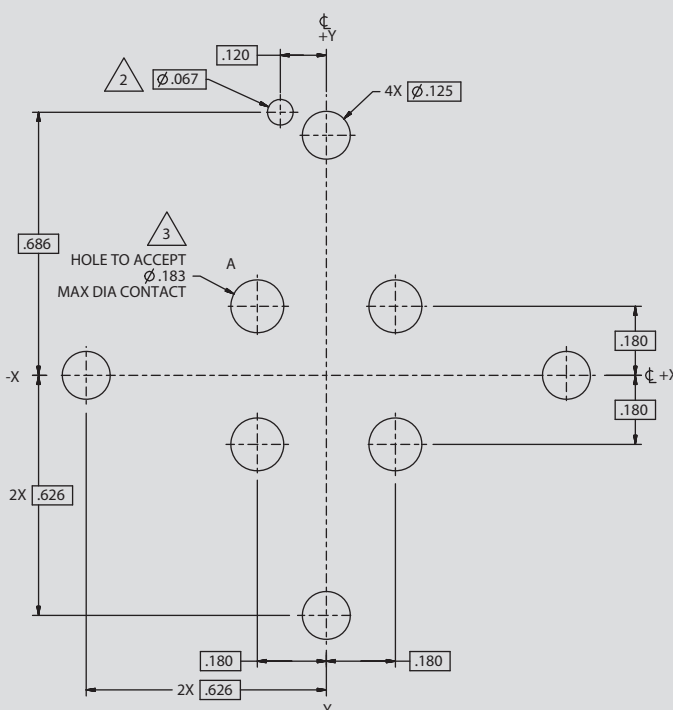 ℄
+Y
.120
2
Ø.067
4X Ø.125
.686
3
HOLE TO ACCEPT
Ø.183
MAX DIA CONTACT
A
.180
-X
℄ +X
.180
2X .626
.180
.180
2X .626